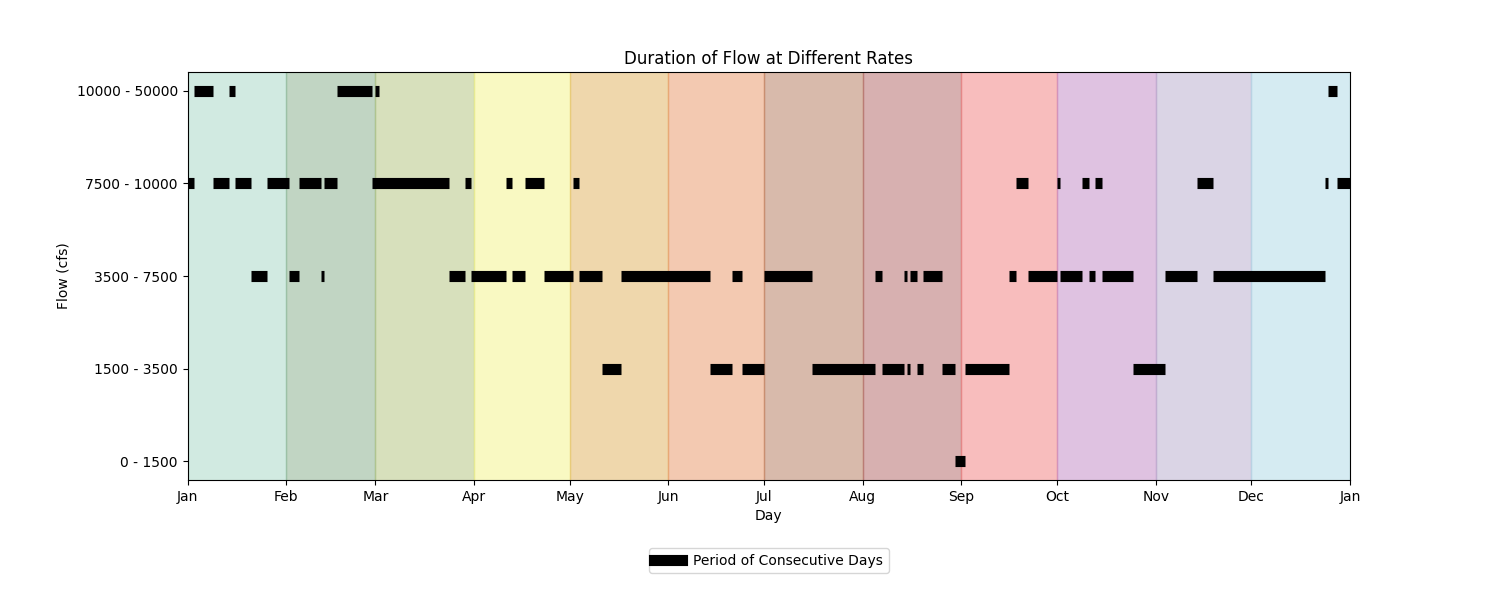 Duration of Flow at Different Rates
10000 - 50000
7500 - 10000
3500 - 7500
1500 - 3500
0 - 1500
Flow (cfs)
Jan Feb Mar Apr May Jun Jul Aug Sep Oct Nov Dec Jan
Day
Period of Consecutive Days